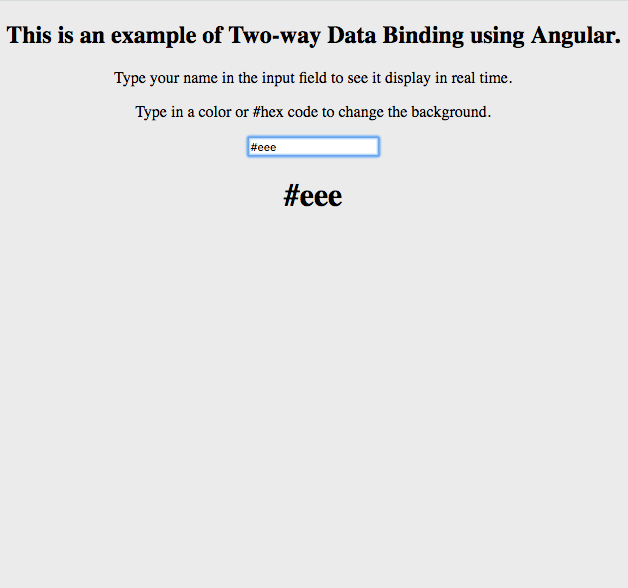 This is an example of Two-way Data Binding using Angular.
Type your name in the input field to see it display in real time.
Type in a color or #hex code to change the background.
#eee
#eee